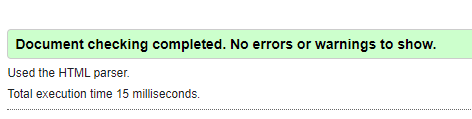 Document checking completed. No errors or warnings to show.
Used the HTML parser.
Total execution time 15 milliseconds.